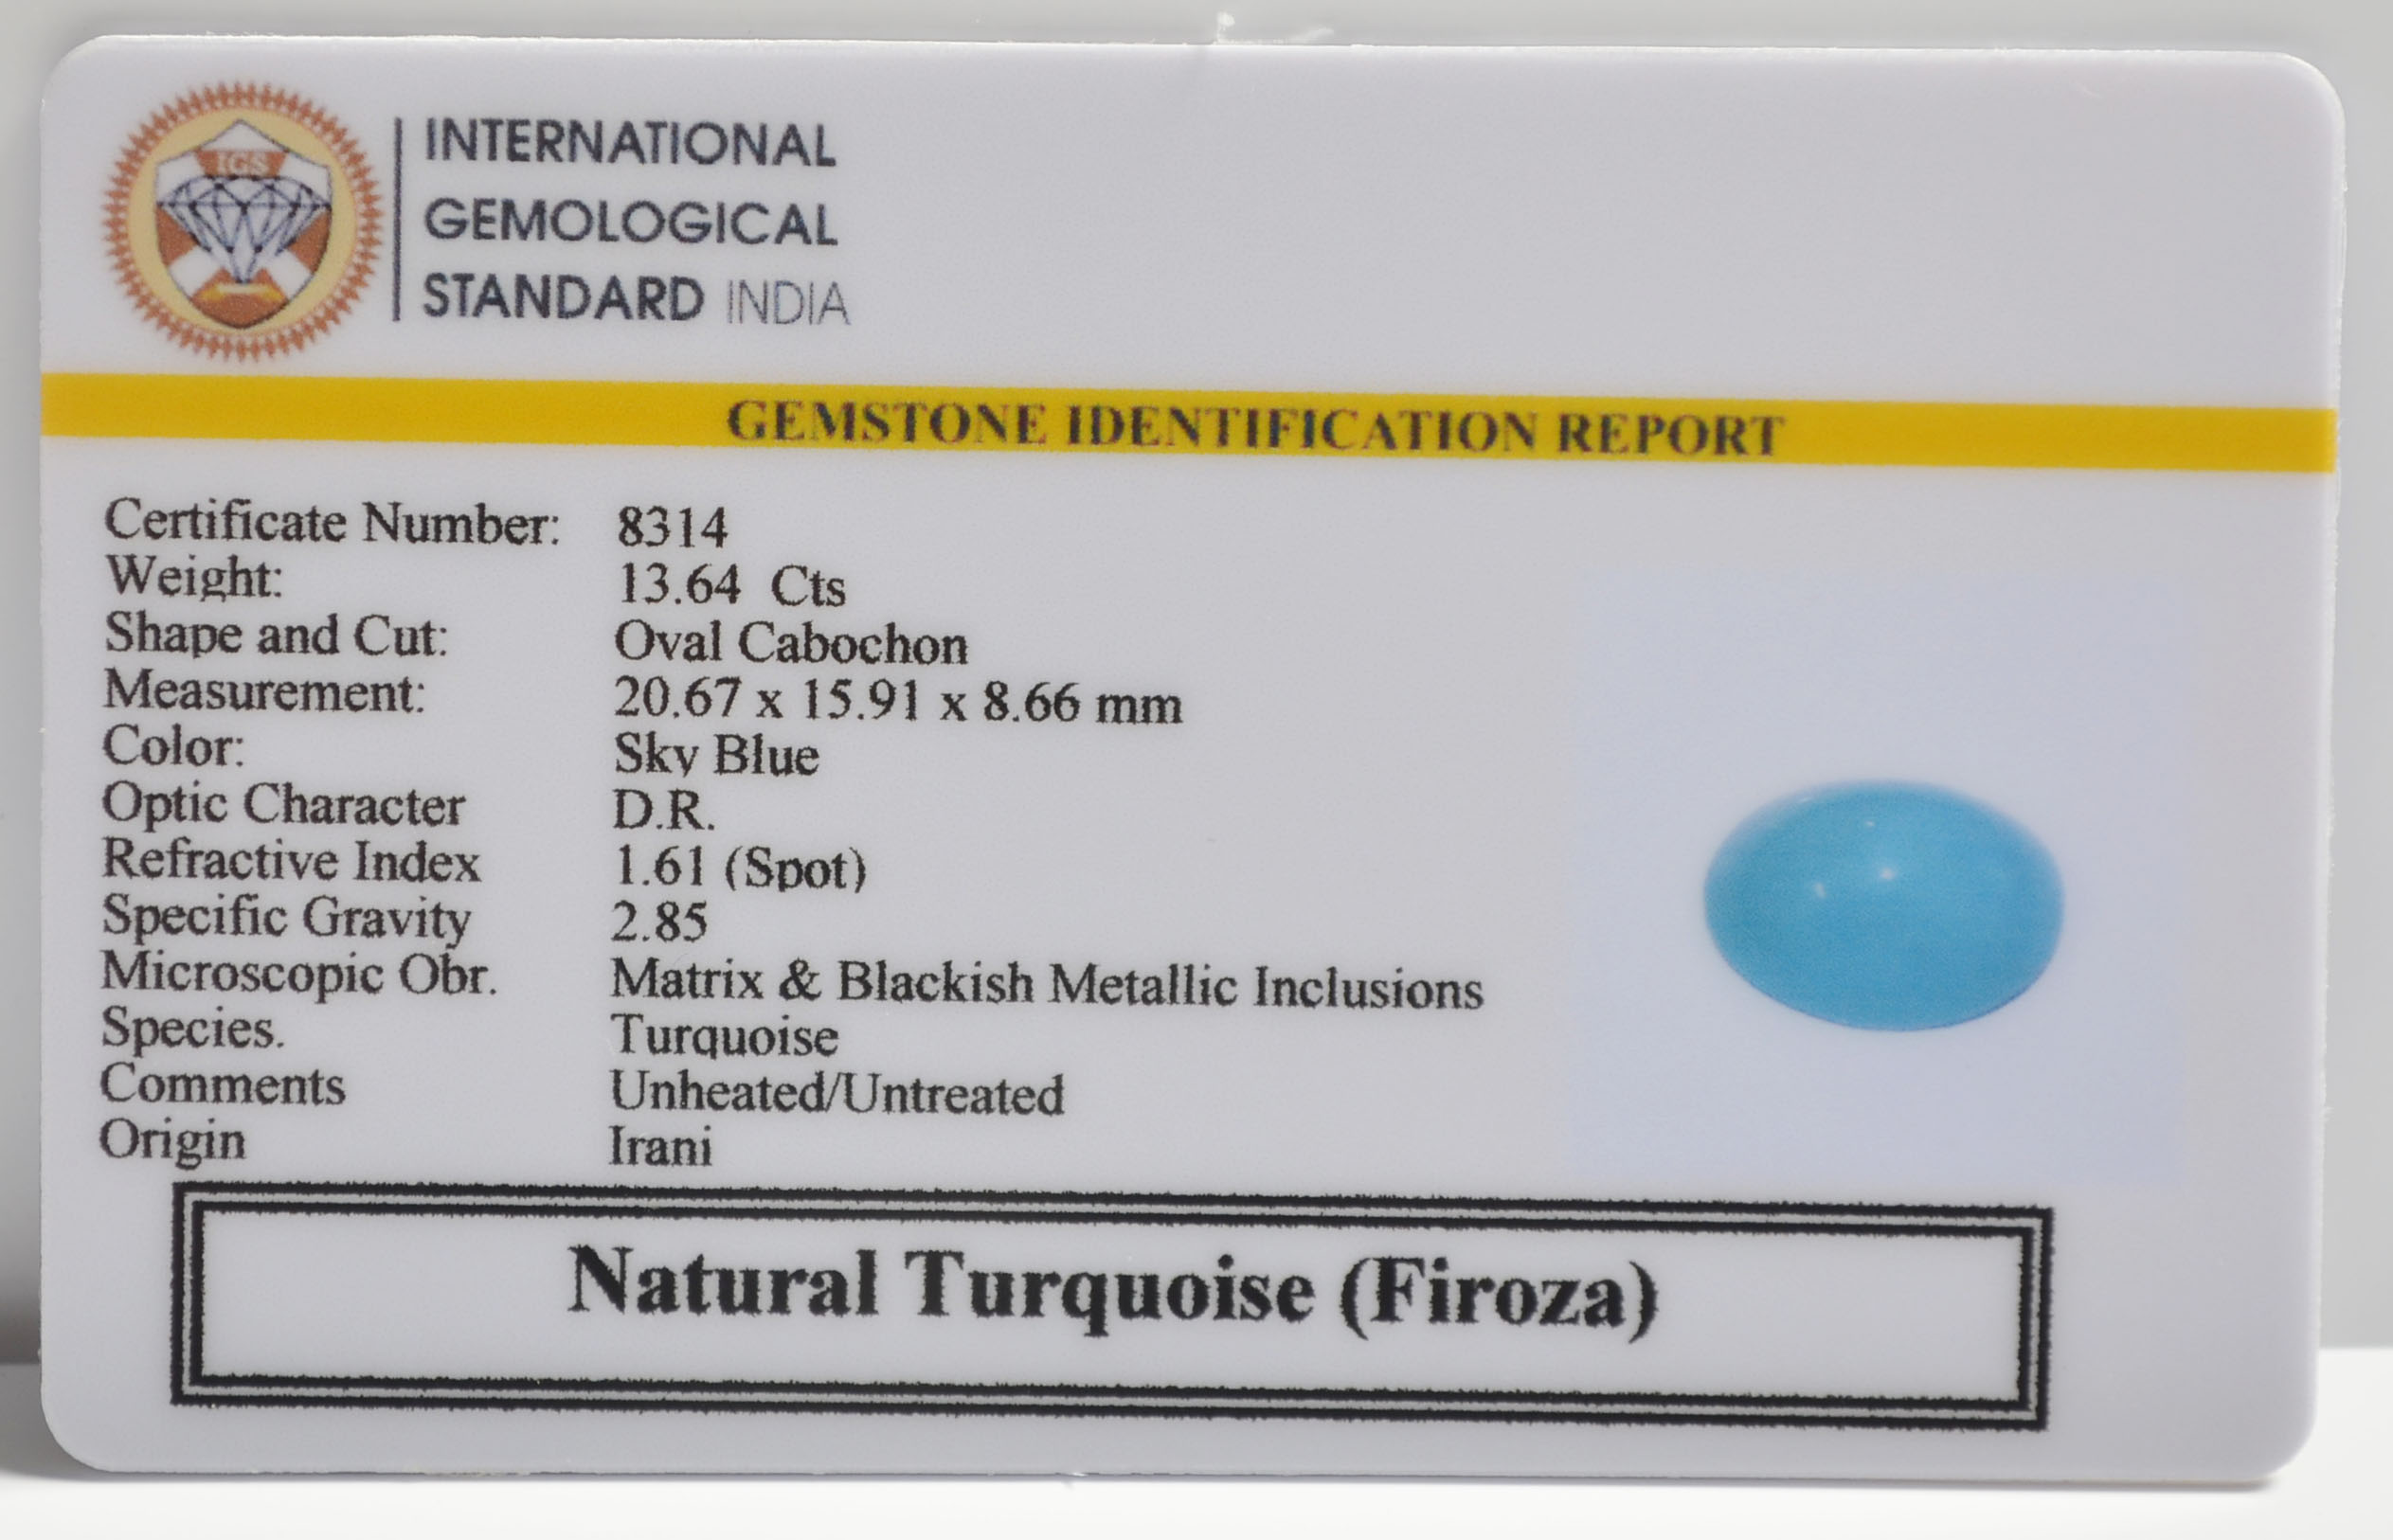 IGS
INTERNATIONAL
GEMOLOGICAL
STANDARD INDIA
GEMSTONE IDENTIFICATION REPORT
Certificate Number: 8314
Weight: 13.64 Cts
Shape and Cut: Oval Cabochon
Measurement: 20.67 x 15.91 x 8.66 mm
Color: Sky Blue
Optic Character D.R.
Refractive Index 1.61 (Spot)
Specific Gravity 2.85
Microscopic Obr. Matrix & Blackish Metallic Inclusions
Species. Turquoise
Comments Unheated/Untreated
Origin Irani
Natural Turquoise (Firoza)